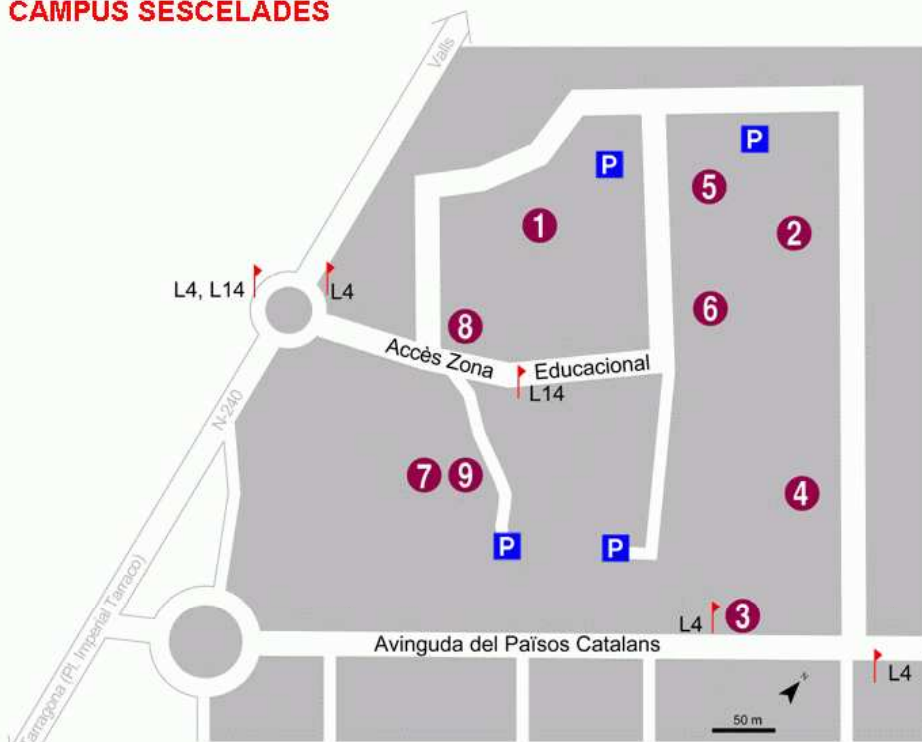 CAMPUS SESCELADES
Valls
P
P
5
1
2
L4, L14
L4
6
8
Accès Zona
Educacional
L14
N-240
7
9
4
P
P
Tarragona (Pl. Imperial Tarraco)
L4
3
Avinguda del Països Catalans
L4
N
50 m